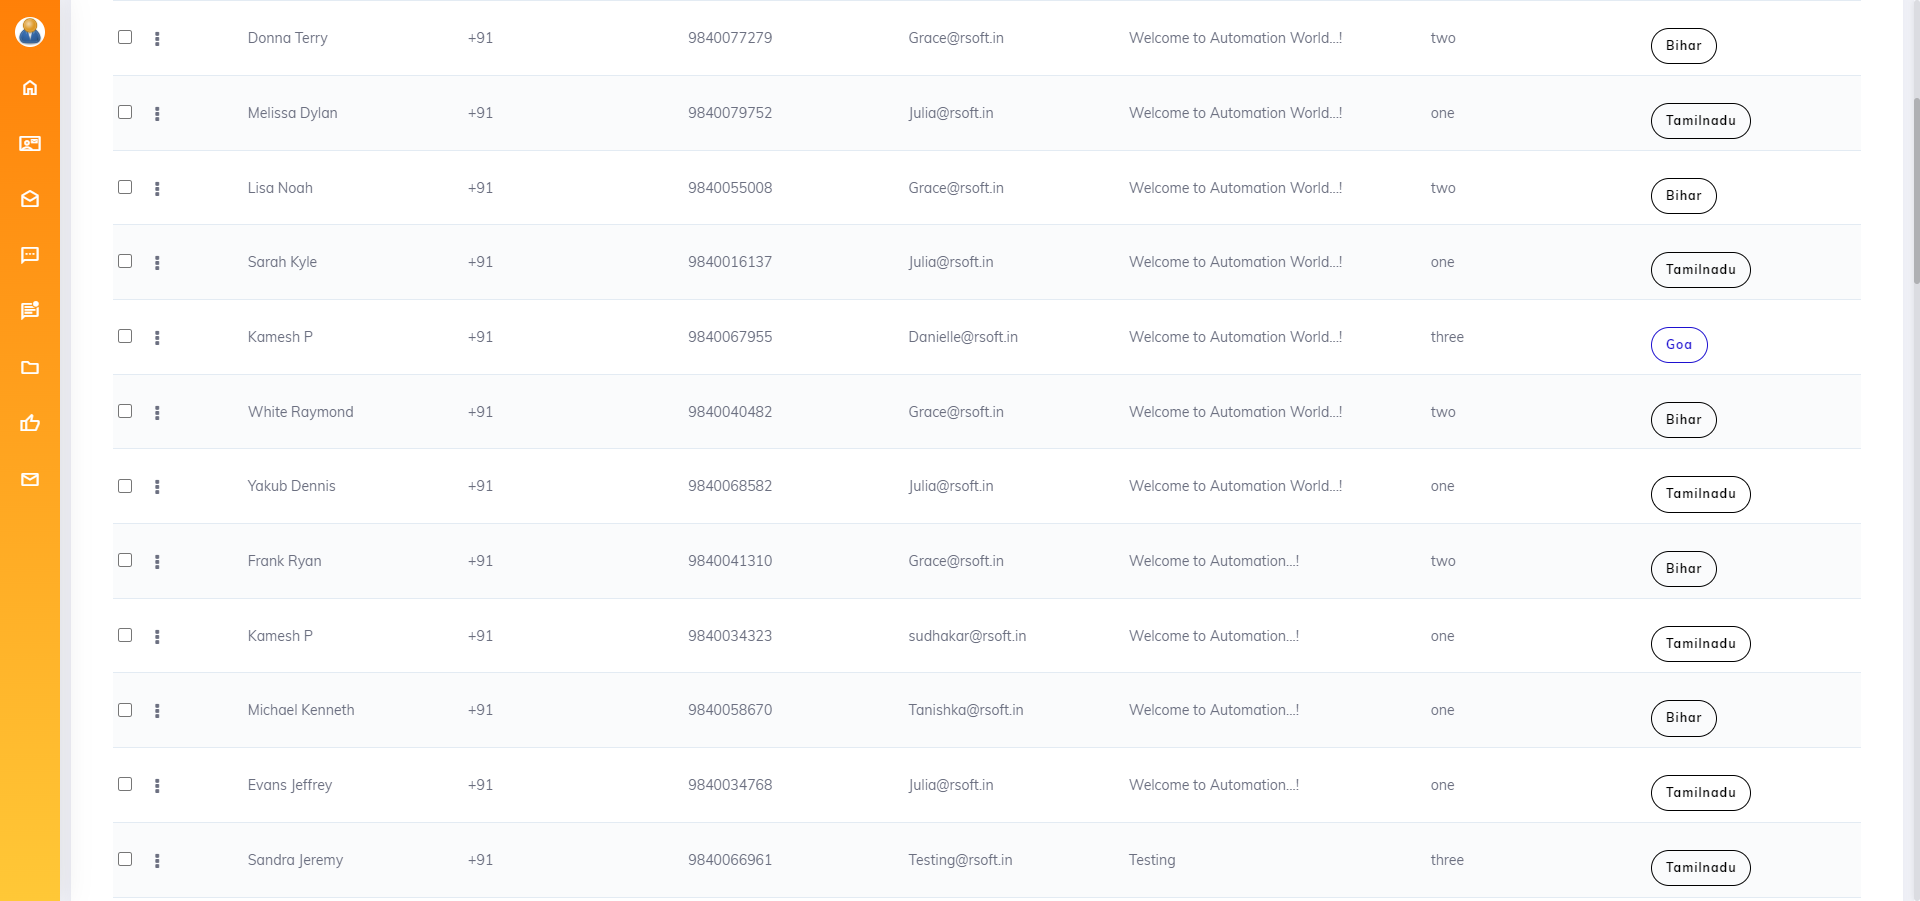 Donna Terry +91 9840077279 Grace@rsoft.in Welcome to Automation World...! two Bihar
Melissa Dylan +91 9840079752 Julia@rsoft.in Welcome to Automation World...! one Tamilnadu
Lisa Noah +91 9840055008 Grace@rsoft.in Welcome to Automation World...! two Bihar
Sarah Kyle +91 9840016137 Julia@rsoft.in Welcome to Automation World...! one Tamilnadu
Kamesh P +91 9840067955 Danielle@rsoft.in Welcome to Automation World...! three Goa
White Raymond +91 9840040482 Grace@rsoft.in Welcome to Automation World...! two Bihar
Yakub Dennis +91 9840068582 Julia@rsoft.in Welcome to Automation World...! one Tamilnadu
Frank Ryan +91 9840041310 Grace@rsoft.in Welcome to Automation...! two Bihar
Kamesh P +91 9840034323 sudhakar@rsoft.in Welcome to Automation...! one Tamilnadu
Michael Kenneth +91 9840058670 Tanishka@rsoft.in Welcome to Automation...! one Bihar
Evans Jeffrey +91 9840034768 Julia@rsoft.in Welcome to Automation...! one Tamilnadu
Sandra Jeremy +91 9840066961 Testing@rsoft.in Testing three Tamilnadu